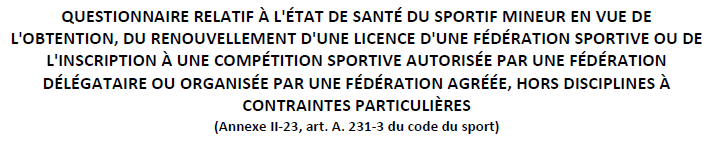 QUESTIONNAIRE RELATIF À L'ÉTAT DE SANTÉ DU SPORTIF MINEUR EN VUE DE
L'OBTENTION, DU RENOUVELLEMENT D'UNE LICENCE D'UNE FÉDÉRATION SPORTIVE OU DE
L'INSCRIPTION À UNE COMPÉTITION SPORTIVE AUTORISÉE PAR UNE FÉDÉRATION
DÉLÉGATAIRE OU ORGANISÉE PAR UNE FÉDÉRATION AGRÉÉE, HORS DISCIPLINES À
CONTRAINTES PARTICULIÈRES
(Annexe II-23, art. A. 231-3 du code du sport)